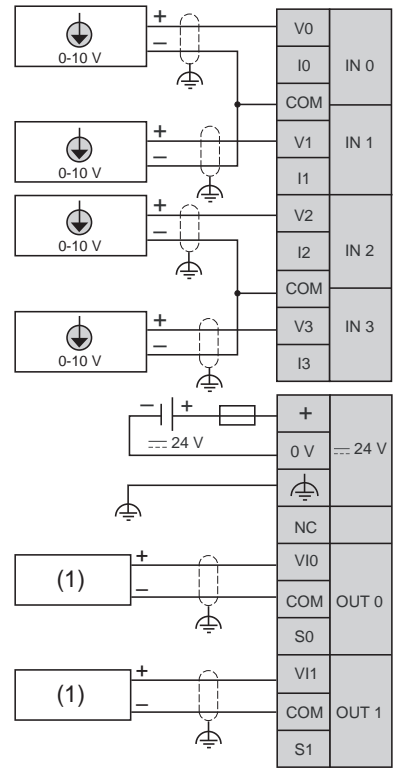 +
−
0-10 V
V0
I0
COM
IN 0
+
−
0-10 V
V1
I1
IN 1
+
−
0-10 V
V2
I2
COM
IN 2
+
−
0-10 V
V3
I3
IN 3
− +
24 V
+
0 V
24 V
NC
(1)
+
−
VI0
COM
S0
OUT 0
(1)
+
−
VI1
COM
S1
OUT 1